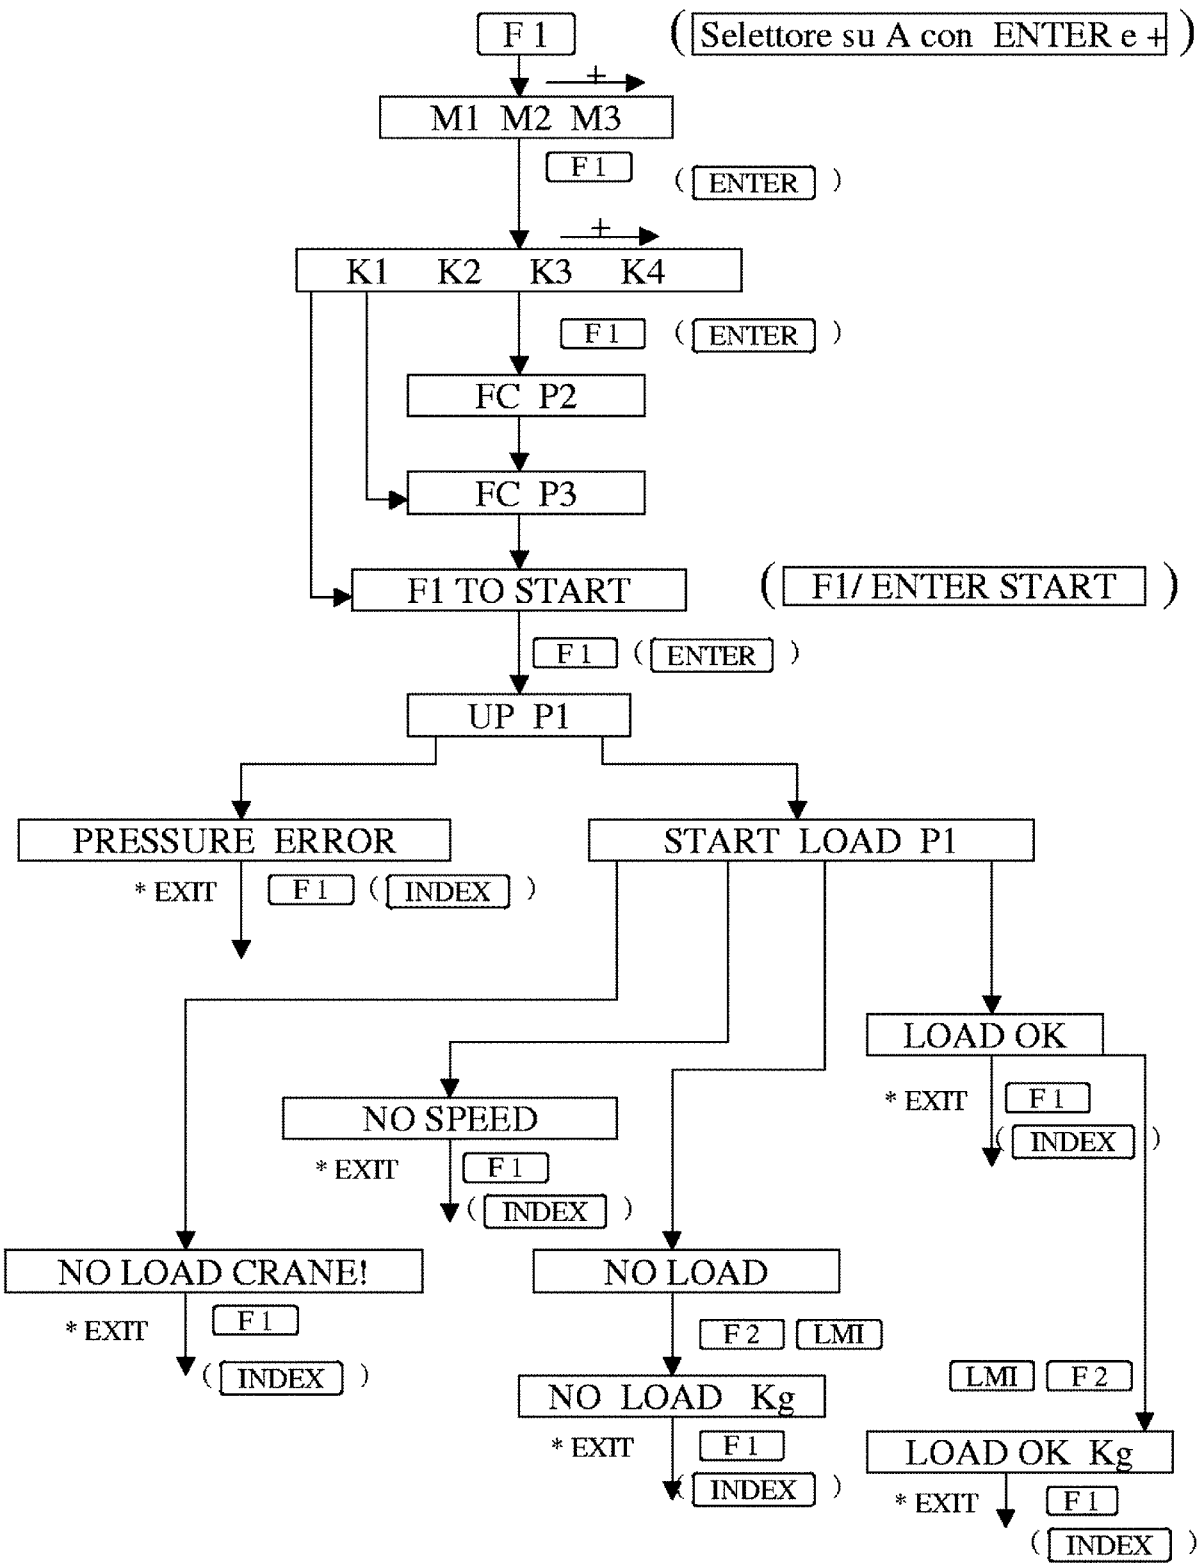 F 1 ( Selettore su A con ENTER e + )
+
M1 M2 M3
F 1 ( ENTER )
+
K1 K2 K3 K4
F 1 ( ENTER )
FC P2
FC P3
F1 TO START ( F1/ ENTER START )
F 1 ( ENTER )
UP P1
PRESSURE ERROR
* EXIT F 1 ( INDEX )
START LOAD P1
LOAD OK
* EXIT F 1
( INDEX )
NO SPEED
* EXIT F 1
( INDEX )
NO LOAD CRANE!
* EXIT F 1
( INDEX )
NO LOAD
F 2 LMI
NO LOAD Kg
* EXIT F 1
( INDEX )
LMI F 2
LOAD OK Kg
* EXIT F 1
( INDEX )